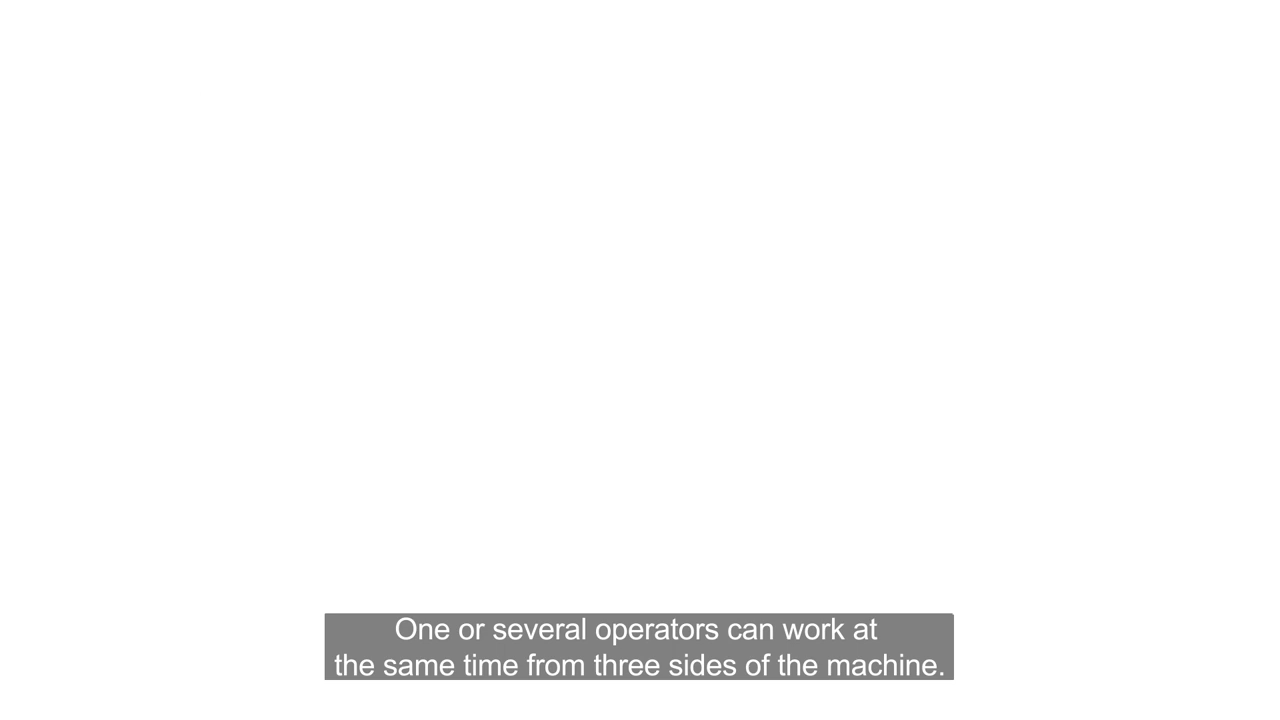 One or several operators can work at
the same time from three sides of the machine.